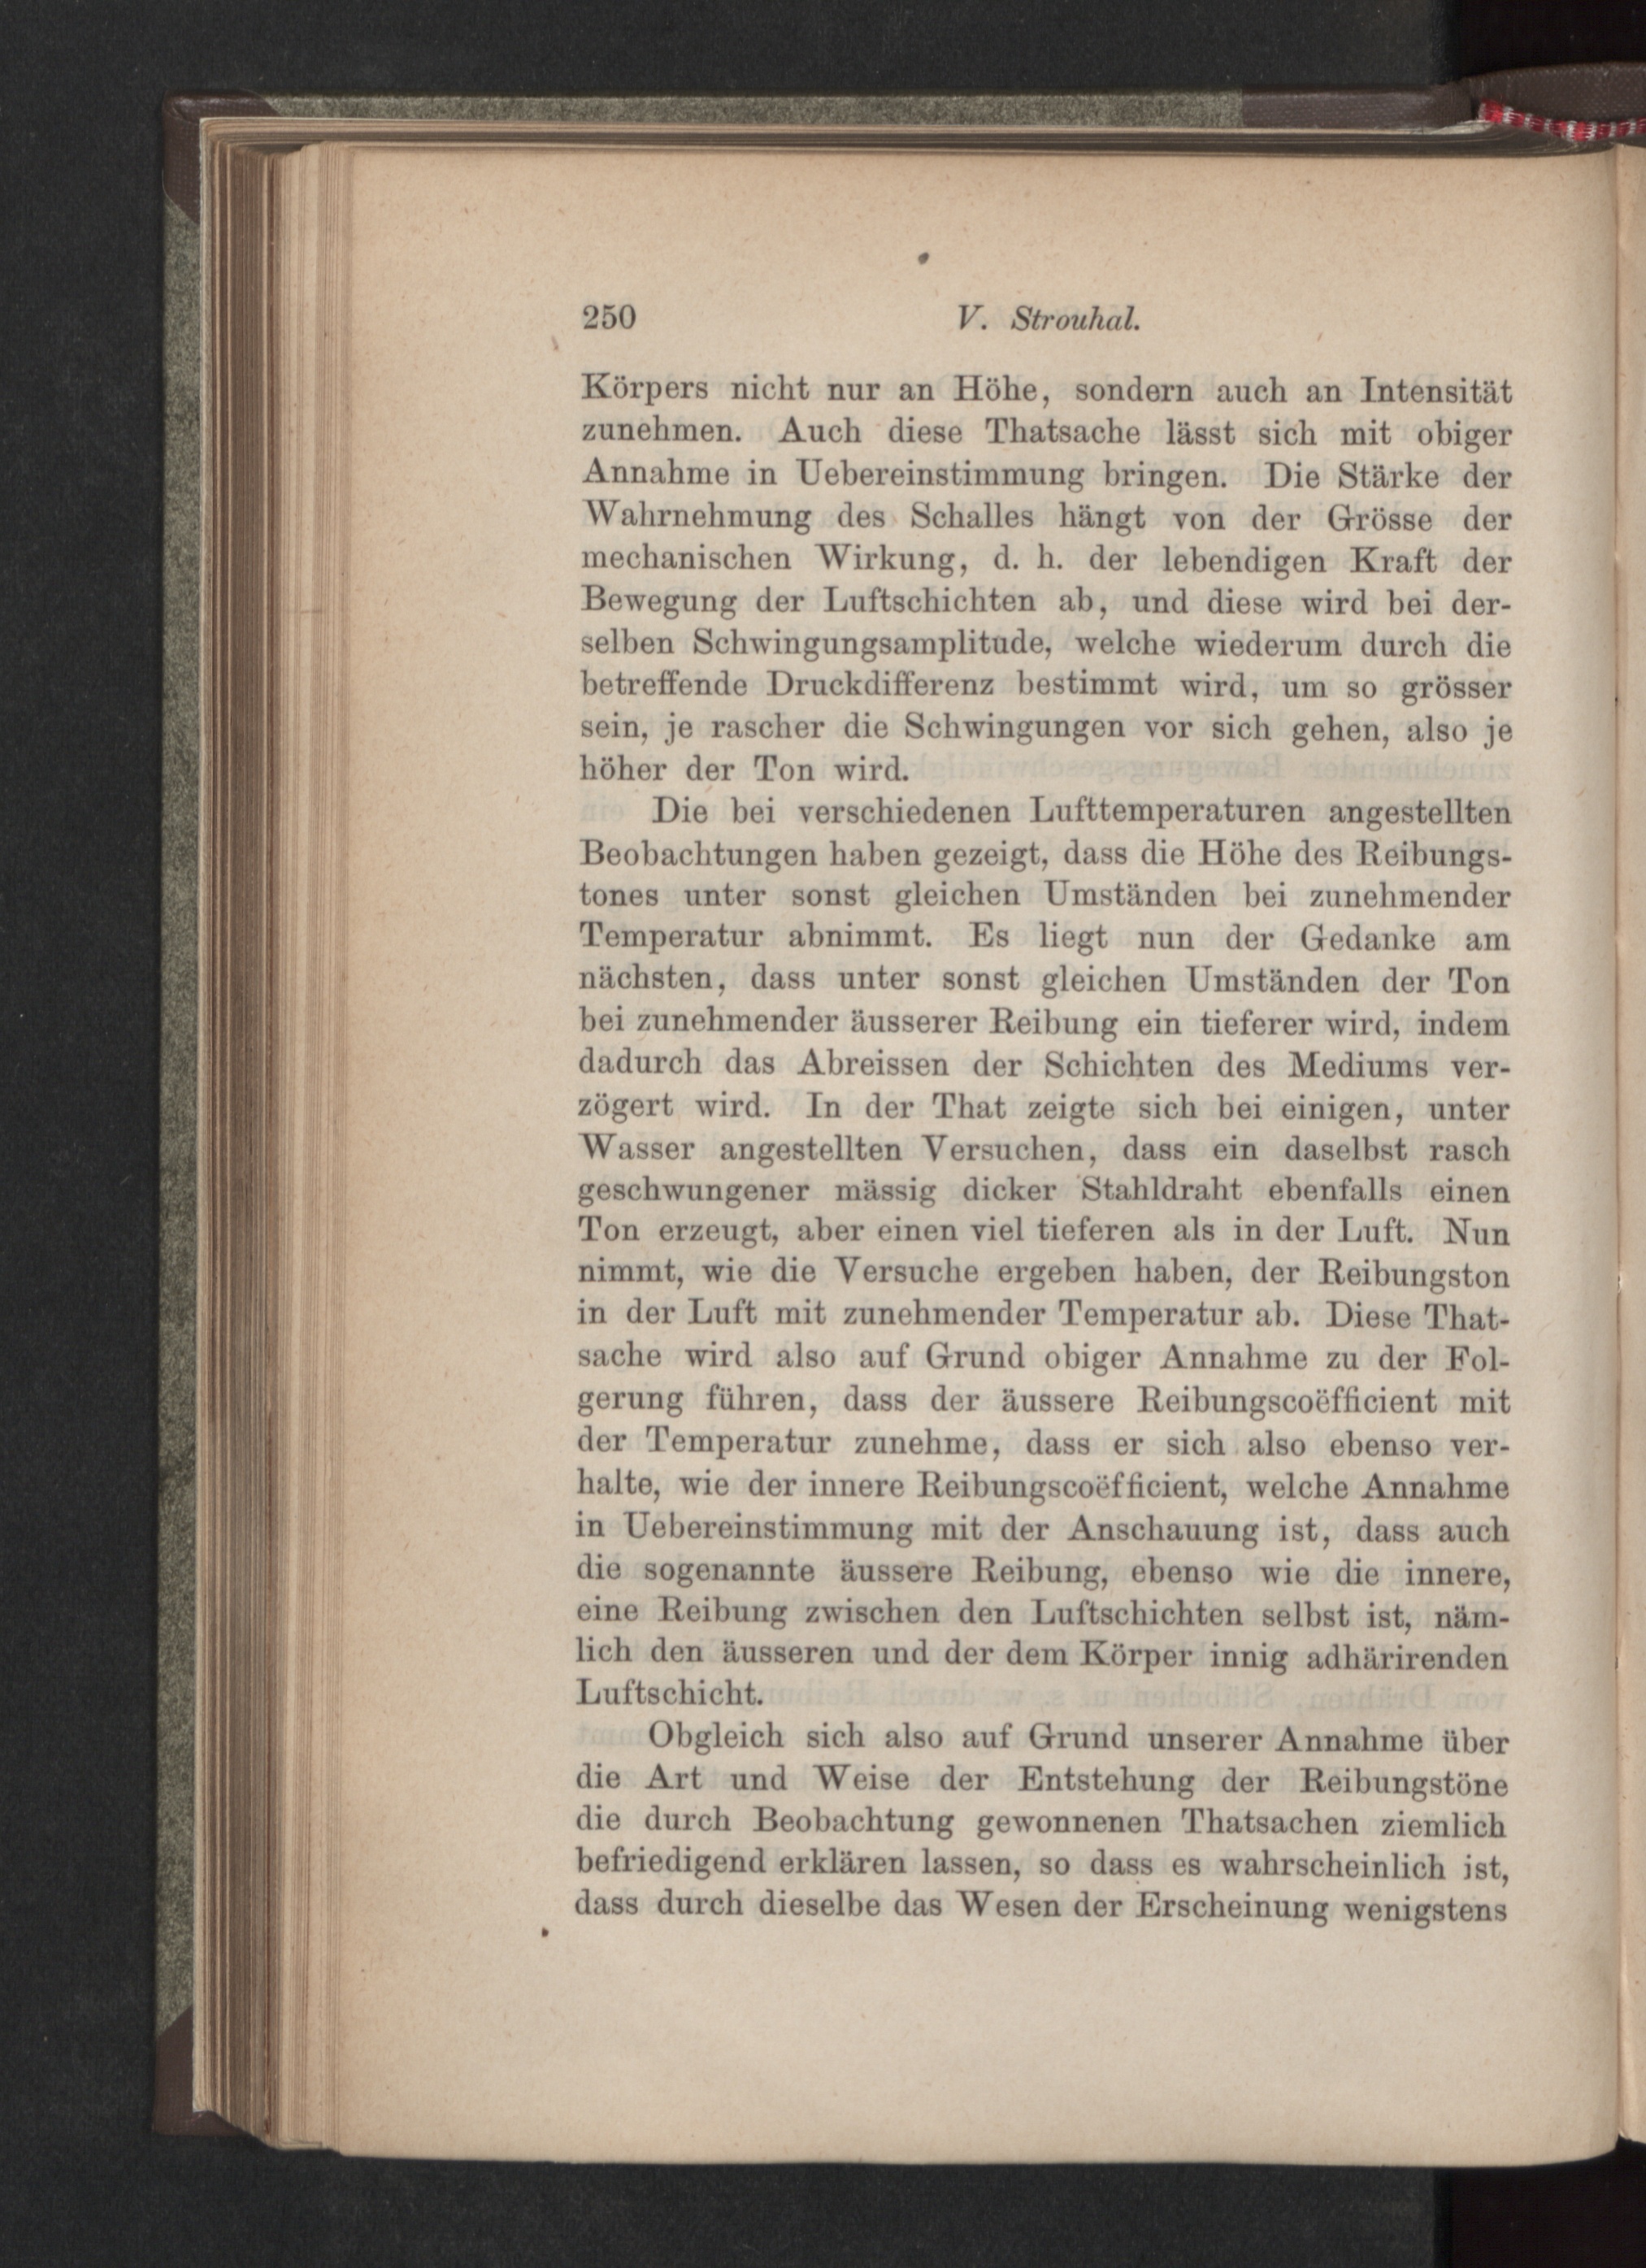 250 V. Strouhal.
Körpers nicht nur an Höhe, sondern auch an Intensität
zunehmen. Auch diese Thatsache lässt sich mit obiger
Annahme in Uebereinstimmung bringen. Die Stärke der
Wahrnehmung des Schalles hängt von der Grösse der
mechanischen Wirkung, d. h. der lebendigen Kraft der
Bewegung der Luftschichten ab, und diese wird bei der-
selben Schwingungsamplitude, welche wiederum durch die
betreffende Druckdifferenz bestimmt wird, um so grösser
sein, je rascher die Schwingungen vor sich gehen, also je
höher der Ton wird.
Die bei verschiedenen Lufttemperaturen angestellten
Beobachtungen haben gezeigt, dass die Höhe des Reibungs-
tones unter sonst gleichen Umständen bei zunehmender
Temperatur abnimmt. Es liegt nun der Gedanke am
nächsten, dass unter sonst gleichen Umständen der Ton
bei zunehmender äusserer Reibung ein tieferer wird, indem
dadurch das Abreissen der Schichten des Mediums ver-
zögert wird. In der That zeigte sich bei einigen, unter
Wasser angestellten Versuchen, dass ein daselbst rasch
geschwungener mässig dicker Stahldraht ebenfalls einen
Ton erzeugt, aber einen viel tieferen als in der Luft. Nun
nimmt, wie die Versuche ergeben haben, der Reibungston
in der Luft mit zunehmender Temperatur ab. Diese That-
sache wird also auf Grund obiger Annahme zu der Fol-
gerung führen, dass der äussere Reibungscoëfficient mit
der Temperatur zunehme, dass er sich also ebenso ver-
halte, wie der innere Reibungscoëfficient, welche Annahme
in Uebereinstimmung mit der Anschauung ist, dass auch
die sogenannte äussere Reibung, ebenso wie die innere,
eine Reibung zwischen den Luftschichten selbst ist, näm-
lich den äusseren und der dem Körper innig adhärirenden
Luftschicht.
Obgleich sich also auf Grund unserer Annahme über
die Art und Weise der Entstehung der Reibungstöne
die durch Beobachtung gewonnenen Thatsachen ziemlich
befriedigend erklären lassen, so dass es wahrscheinlich ist,
dass durch dieselbe das Wesen der Erscheinung wenigstens